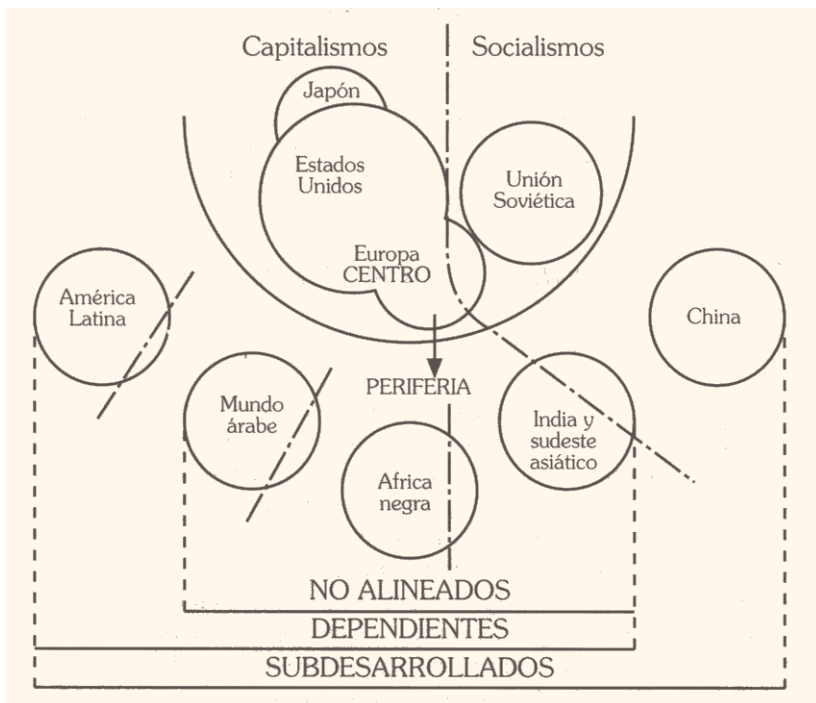 Capitalismos
Socialismos
Japón
Estados
Unidos
Unión
Soviética
Europa
CENTRO
América
Latina
China
PERIFERIA
Mundo
árabe
India y
sudeste
asiático
Africa
negra
NO ALINEADOS
DEPENDIENTES
SUBDESARROLLADOS